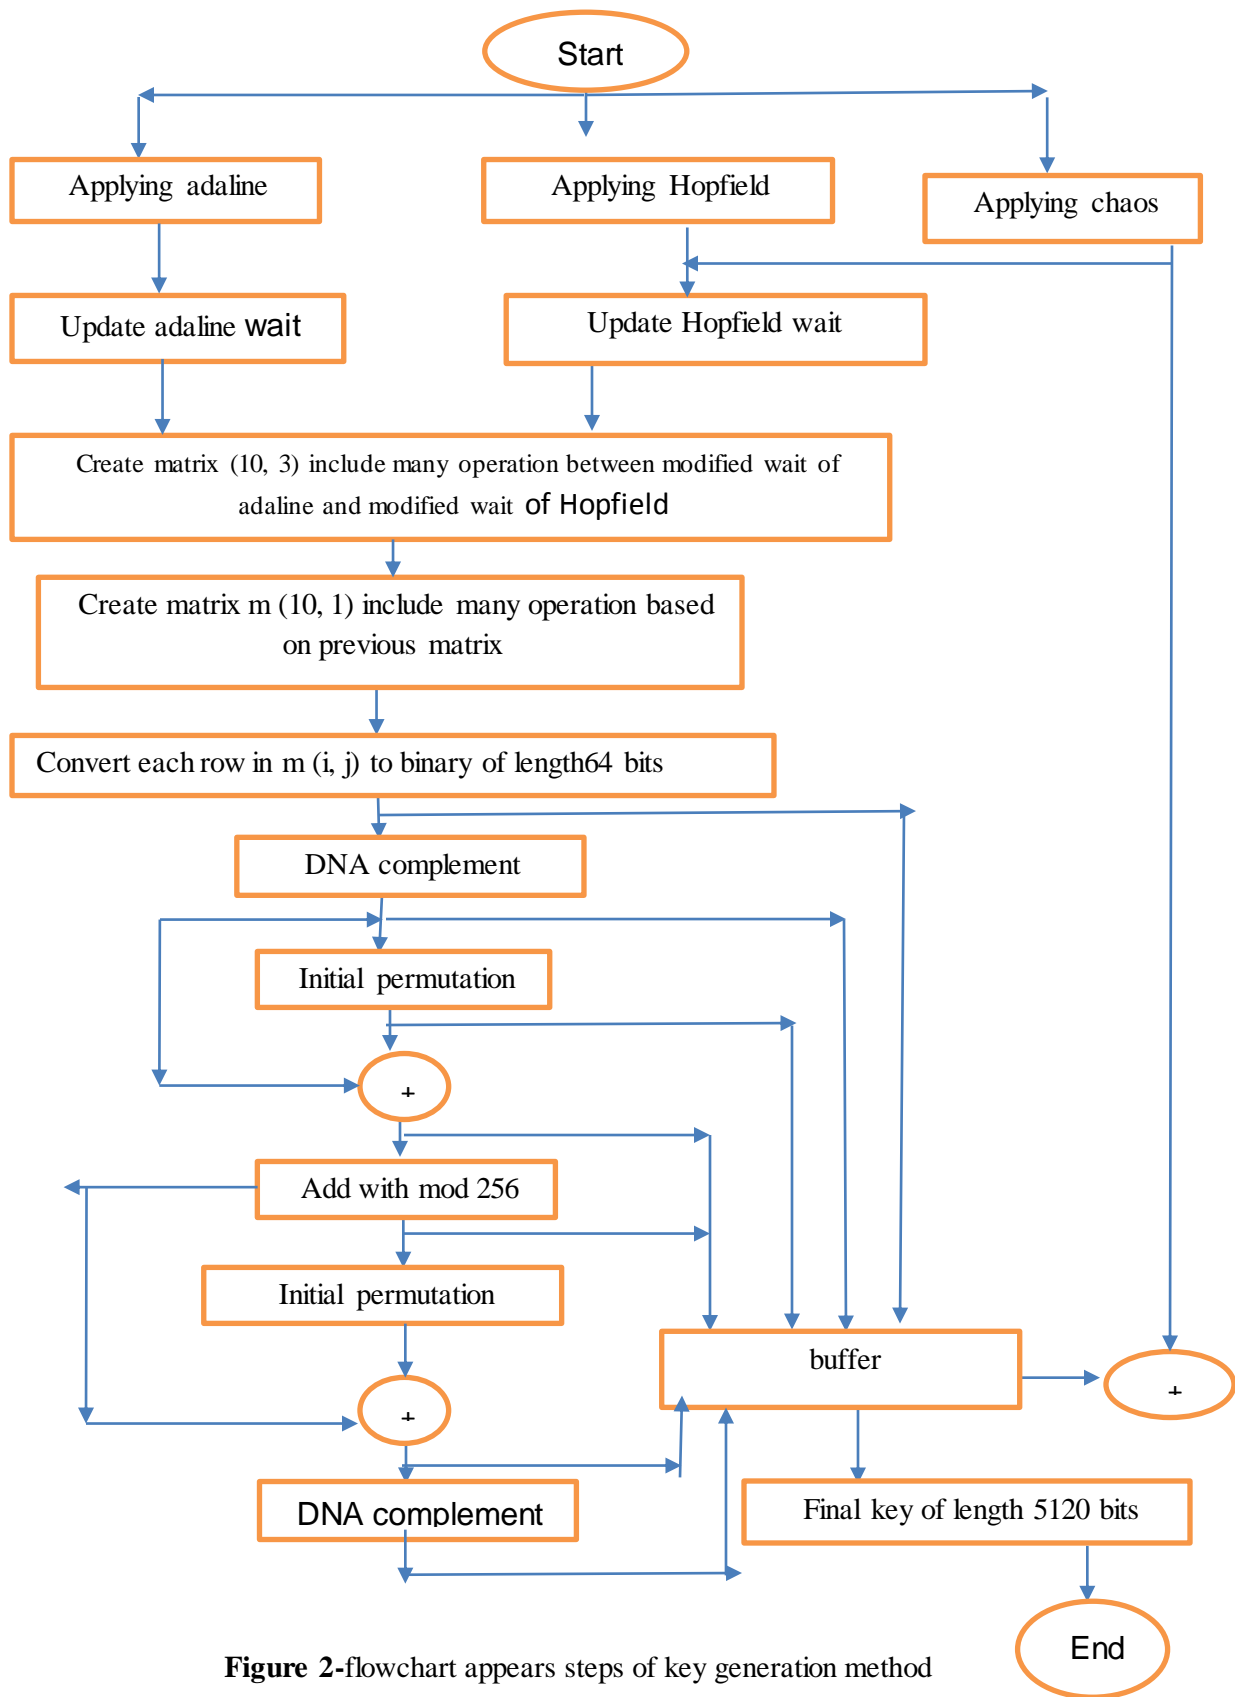 Start
Applying adaline
Applying Hopfield
Applying chaos
Update adaline wait
Update Hopfield wait
Create matrix (10, 3) include many operation between modified wait of
adaline and modified wait of Hopfield
Create matrix m (10, 1) include many operation based
on previous matrix
Convert each row in m (i, j) to binary of length64 bits
DNA complement
Initial permutation
+
Add with mod 256
Initial permutation
buffer
+
+
DNA complement
Final key of length 5120 bits
End
Figure 2-flowchart appears steps of key generation method